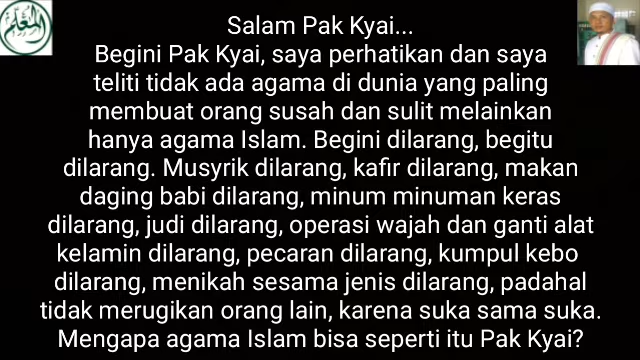 Salam Pak Kyai...
Begini Pak Kyai, saya perhatikan dan saya
teliti tidak ada agama di dunia yang paling
membuat orang susah dan sulit melainkan
hanya agama Islam. Begini dilarang, begitu
dilarang. Musyrik dilarang, kafir dilarang, makan
daging babi dilarang, minum minuman keras
dilarang, judi dilarang, operasi wajah dan ganti alat
kelamin dilarang, pecaran dilarang, kumpul kebo
dilarang, menikah sesama jenis dilarang, padahal
tidak merugikan orang lain, karena suka sama suka.
Mengapa agama Islam bisa seperti itu Pak Kyai?